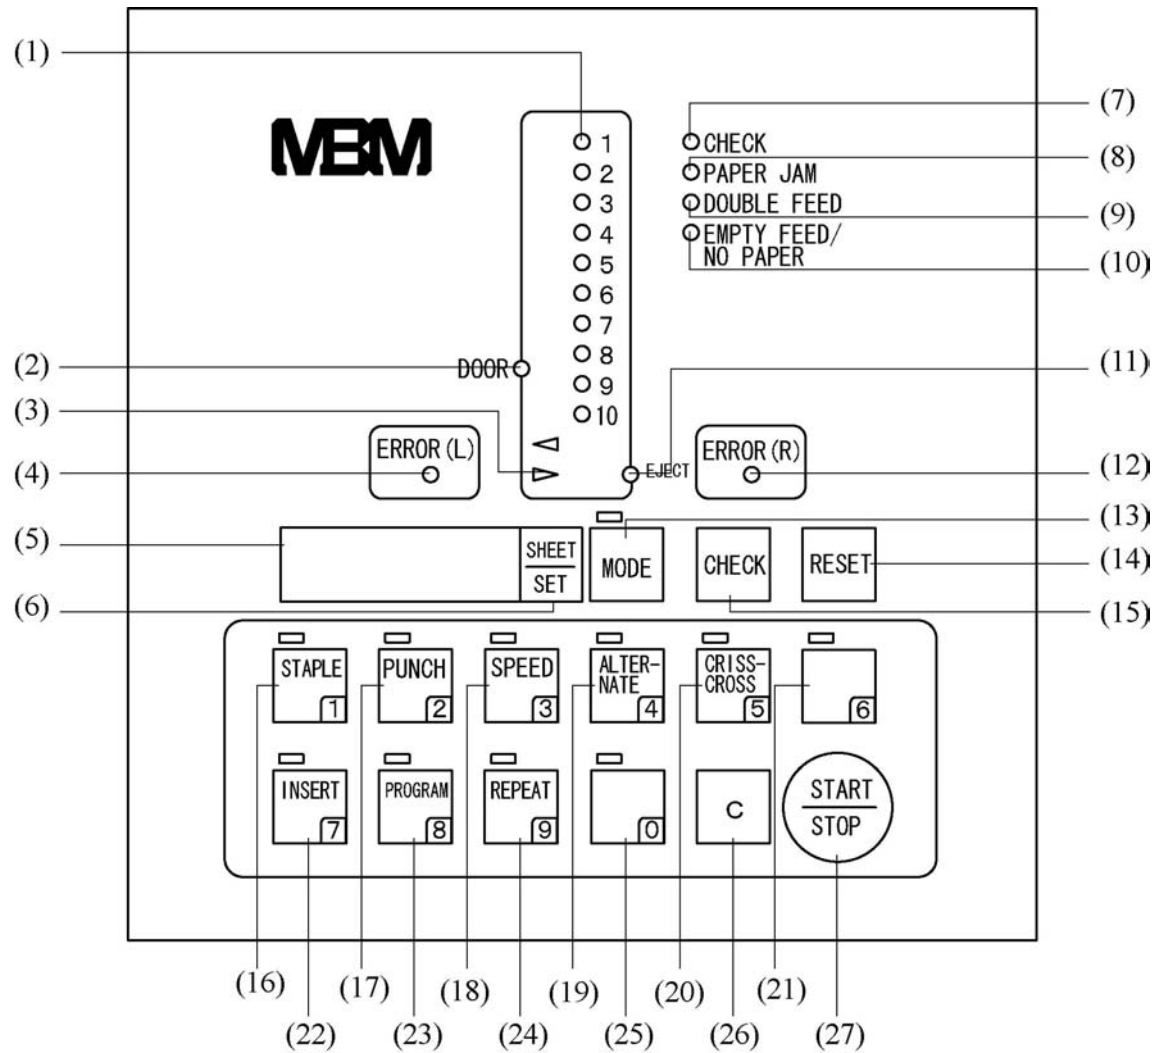 (1)
(7)
MBM
1
CHECK
2
PAPER JAM
(8)
3
DOUBLE FEED
(9)
4
EMPTY FEED/
NO PAPER
(10)
5
6
7
8
(2)
DOOR
(11)
9
(3)
10
ERROR(L)
ERROR(R)
(4)
EJECT
(12)
(13)
(5)
SHEET
SET
MODE
CHECK
RESET
(14)
(6)
(15)
STAPLE
1
PUNCH
2
SPEED
3
ALTER-
NATE
4
CRISS-
CROSS
5
6
INSERT
7
PROGRAM
8
REPEAT
9
0
C
START
STOP
(16)
(17)
(18)
(19)
(20)
(21)
(22)
(23)
(24)
(25)
(26)
(27)